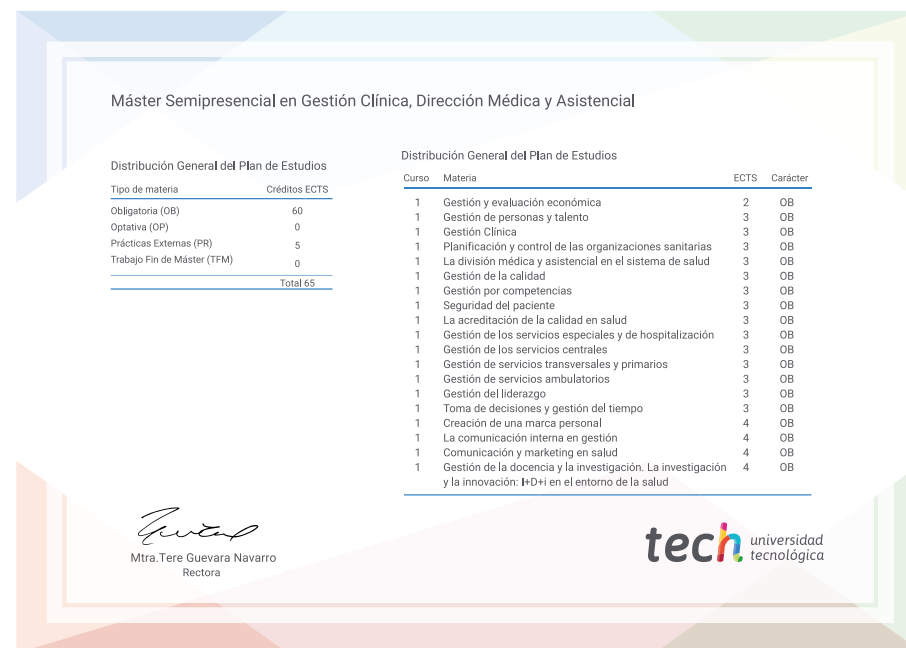 Máster Semipresencial en Gestión Clínica, Dirección Médica y Asistencial
Distribución General del Plan de Estudios
Tipo de materia Créditos ECTS
Obligatoria (OB) 60
Optativa (OP) 0
Prácticas Externas (PR) 5
Trabajo Fin de Máster (TFM) 0
Total 65
Distribución General del Plan de Estudios
Curso Materia ECTS Carácter
1 Gestión y evaluación económica 2 OB
1 Gestión de personas y talento 3 OB
1 Gestión Clínica 3 OB
1 Planificación y control de las organizaciones sanitarias 3 OB
1 La división médica y asistencial en el sistema de salud 3 OB
1 Gestión de la calidad 3 OB
1 Gestión por competencias 3 OB
1 Seguridad del paciente 3 OB
1 La acreditación de la calidad en salud 3 OB
1 Gestión de los servicios especiales y de hospitalización 3 OB
1 Gestión de los servicios centrales 3 OB
1 Gestión de servicios transversales y primarios 3 OB
1 Gestión de servicios ambulatorios 3 OB
1 Gestión del liderazgo 3 OB
1 Toma de decisiones y gestión del tiempo 3 OB
1 Creación de una marca personal 4 OB
1 La comunicación interna en gestión 4 OB
1 Comunicación y marketing en salud 4 OB
1 Gestión de la docencia y la investigación. La investigación 4 OB
y la innovación: I+D+i en el entorno de la salud
Mtra.Tere Guevara Navarro
Rectora
tech universidad
tecnológica